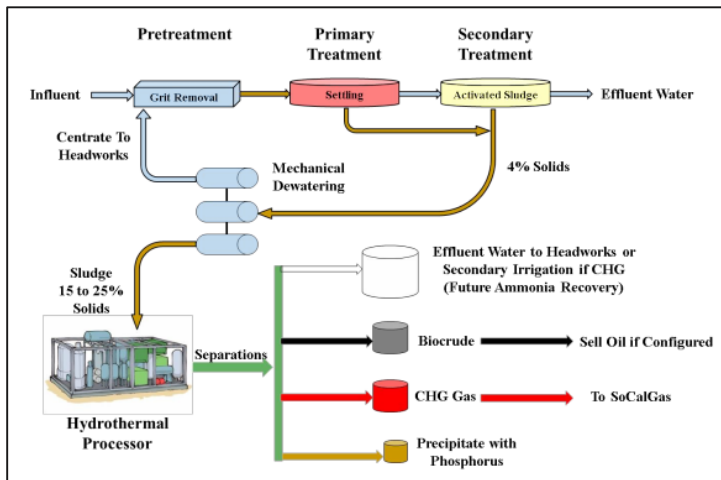 Pretreatment
Primary
Treatment
Secondary
Treatment
Influent
Grit Removal
Settling
Activated Sludge
Effluent Water
Centrate To
Headworks
Mechanical
Dewatering
4% Solids
Sludge
15 to 25%
Solids
Effluent Water to Headworks or
Secondary Irrigation if CHG
(Future Ammonia Recovery)
Separations
Biocrude
Sell Oil if Configured
CHG Gas
To SoCalGas
Hydrothermal
Processor
Precipitate with
Phosphorus